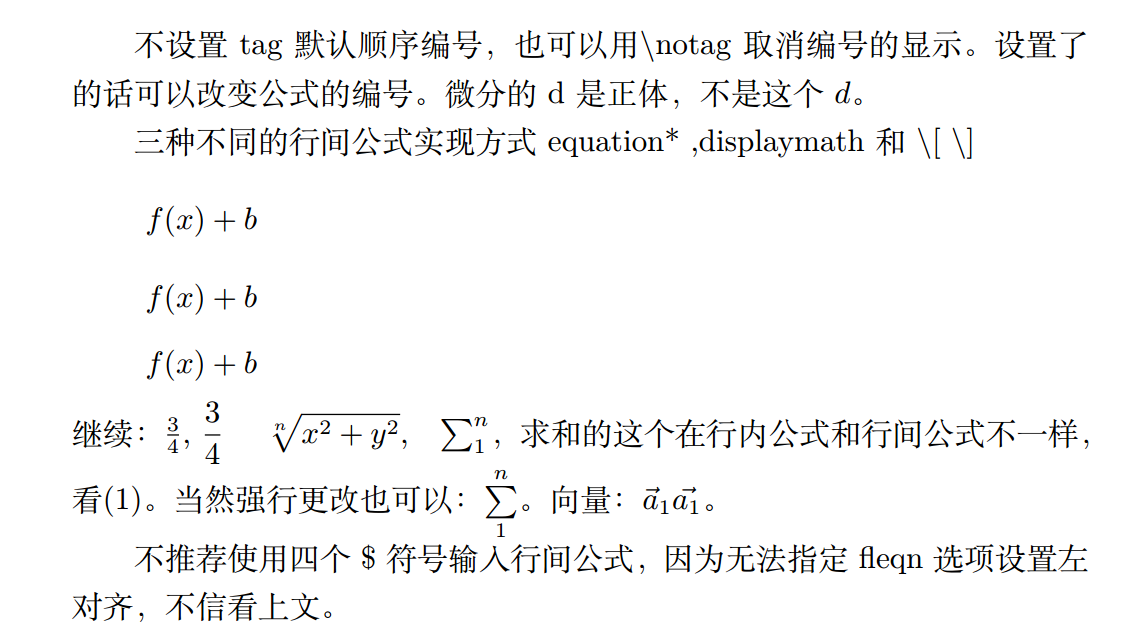 不设置 tag 默认顺序编号，也可以用\notag 取消编号的显示。设置了
的话可以改变公式的编号。微分的 d 是正体，不是这个 $d$。
三种不同的行间公式实现方式 equation* ,displaymath 和 \[ \]
$f(x) + b$
$f(x) + b$
$f(x) + b$
继续：$\frac{3}{4}$, $\dfrac{3}{4}$ $\sqrt[n]{x^2 + y^2}$, $\sum_1^n$, 求和的这个在行内公式和行间公式不一样，
看(1)。当然强行更改也可以：$\sum\limits_1^n$。向量：$\vec{a}_1\vec{a_1}$。
不推荐使用四个 $ 符号输入行间公式，因为无法指定 fleqn 选项设置左
对齐，不信看上文。